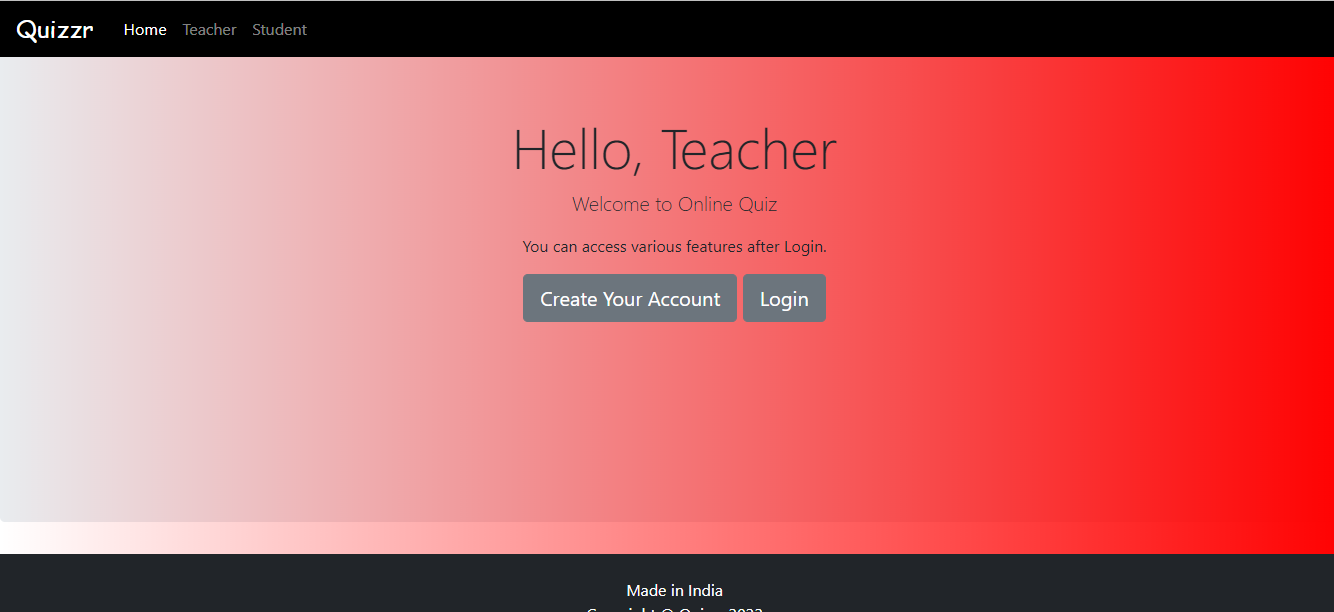 Quizzr Home Teacher Student
Hello, Teacher
Welcome to Online Quiz
You can access various features after Login.
Create Your Account Login
Made in India